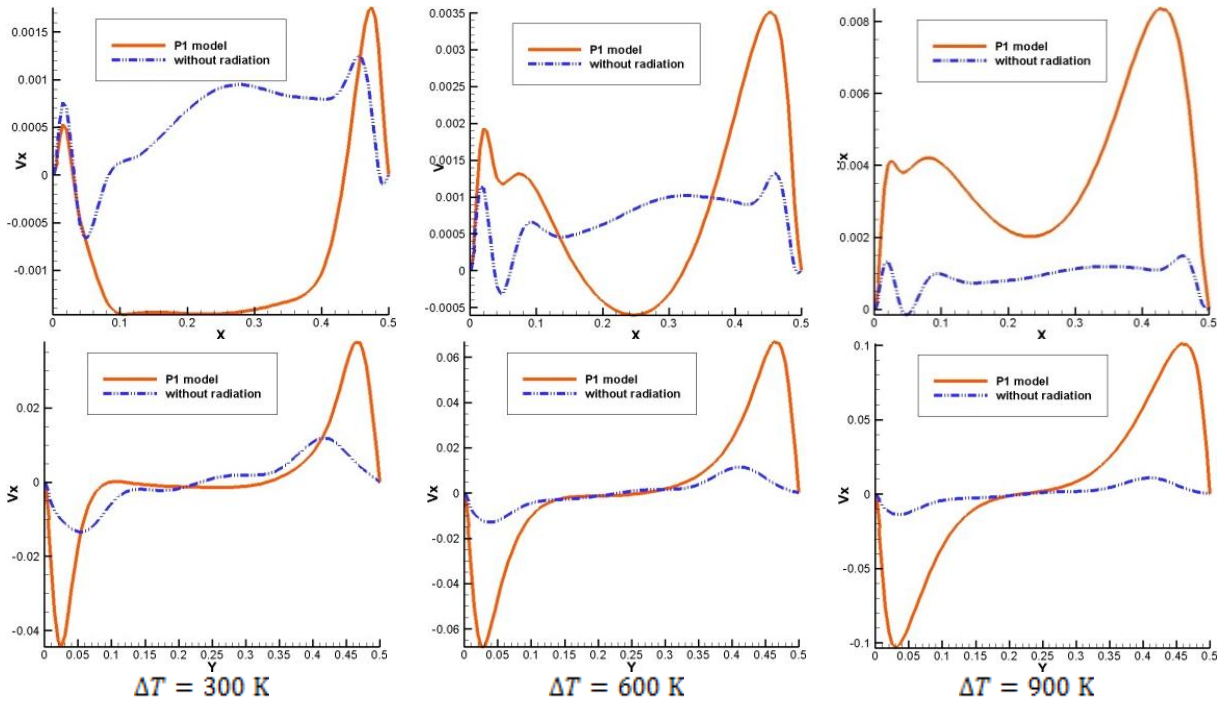 0.0015
0.001
0.0005
0
-0.0005
-0.001
Vx
P1 model
without radiation
0 0.1 0.2 0.3 0.4 0.5
X
0.0035
0.003
0.0025
0.002
0.0015
0.001
0.0005
0
-0.0005
V
P1 model
without radiation
0 0.1 0.2 0.3 0.4 0.5
X
0.008
0.006
0.004
0.002
0
x
P1 model
without radiation
0 0.1 0.2 0.3 0.4 0.5
X
0.02
0
-0.02
-0.04
Vx
P1 model
without radiation
0 0.05 0.1 0.15 0.2 0.25 0.3 0.35 0.4 0.45 0.5
Y
0.06
0.04
0.02
0
-0.02
-0.04
-0.06
Vx
P1 model
without radiation
0 0.05 0.1 0.15 0.2 0.25 0.3 0.35 0.4 0.45 0.5
Y
0.1
0.05
0
-0.05
-0.1
Vx
P1 model
without radiation
0 0.05 0.1 0.15 0.2 0.25 0.3 0.35 0.4 0.45 0.5
Y
ΔT = 300 K
ΔT = 600 K
ΔT = 900 K